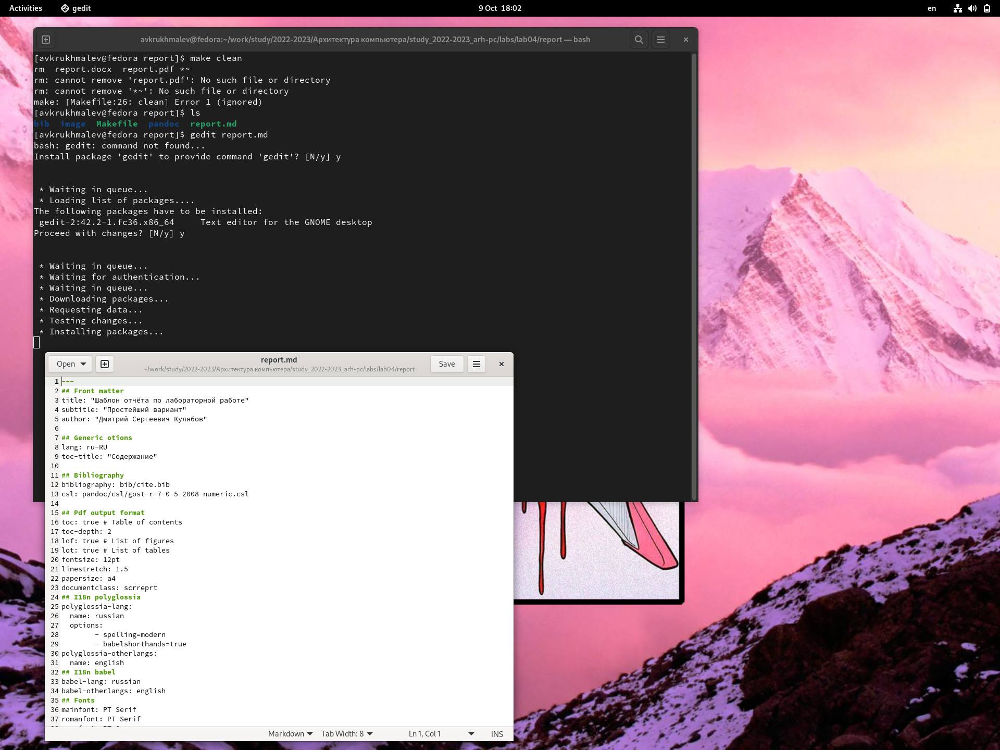 Activities
gedit
9 Oct 18:02
en
avkrukhmalev@fedora:~/work/study/2022-2023/Архитектура компьютера/study_2022-2023_arh-pc/labs/lab04/report — bash
[avkrukhmalev@fedora report]$ make clean
rm  report.docx  report.pdf *~
rm: cannot remove 'report.pdf': No such file or directory
rm: cannot remove '*~': No such file or directory
make: [Makefile:26: clean] Error 1 (ignored)
[avkrukhmalev@fedora report]$ ls
bib  image  Makefile  pandoc  report.md
[avkrukhmalev@fedora report]$ gedit report.md
bash: gedit: command not found...
Install package 'gedit' to provide command 'gedit'? [N/y] y
* Waiting in queue...
* Loading list of packages....
The following packages have to be installed:
gedit-2:42.2-1.fc36.x86_64     Text editor for the GNOME desktop
Proceed with changes? [N/y] y
* Waiting in queue...
* Waiting for authentication...
* Waiting in queue...
* Downloading packages...
* Requesting data...
* Testing changes...
* Installing packages...
Open
report.md
~/work/study/2022-2023/Архитектура компьютера/study_2022-2023_arh-pc/labs/lab04/report
Save
1 ---
2 ## Front matter
3 title: "Шаблон отчёта по лабораторной работе"
4 subtitle: "Простейший вариант"
5 author: "Дмитрий Сергеевич Кулябов"
6
7 ## Generic otions
8 lang: ru-RU
9 toc-title: "Содержание"
10
11 ## Bibliography
12 bibliography: bib/cite.bib
13 csl: pandoc/csl/gost-r-7-0-5-2008-numeric.csl
14
15 ## Pdf output format
16 toc: true # Table of contents
17 toc-depth: 2
18 lof: true # List of figures
19 lot: true # List of tables
20 fontsize: 12pt
21 linestretch: 1.5
22 papersize: a4
23 documentclass: scrreprt
24 ## I18n polyglossia
25 polyglossia-lang:
26   name: russian
27   options:
28         - spelling=modern
29         - babelshorthands=true
30 polyglossia-otherlangs:
31   name: english
32 ## I18n babel
33 babel-lang: russian
34 babel-otherlangs: english
35 ## Fonts
36 mainfont: PT Serif
37 romanfont: PT Serif
Markdown
Tab Width: 8
Ln 1, Col 1
INS